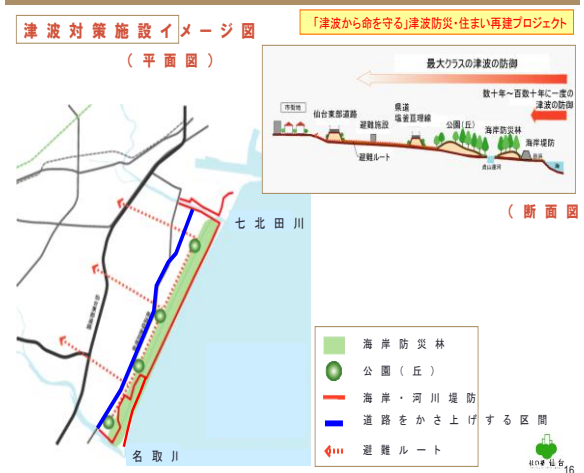 津波対策施設イメージ図
(平面図)
「津波から命を守る」津波防災・住まい再建プロジェクト
最大クラスの津波の防御
数十年～百数十年に一度の
津波の防御
市街地
仙台東部道路
避難施設
県道
塩釜亘理線
公園(丘)
海岸防災林
海岸堤防
避難ルート
貞山運河
(断面図)
七北田川
名取川
海岸防災林
公園(丘)
海岸・河川堤防
道路をかさ上げする区間
避難ルート
杜の都 仙台
16